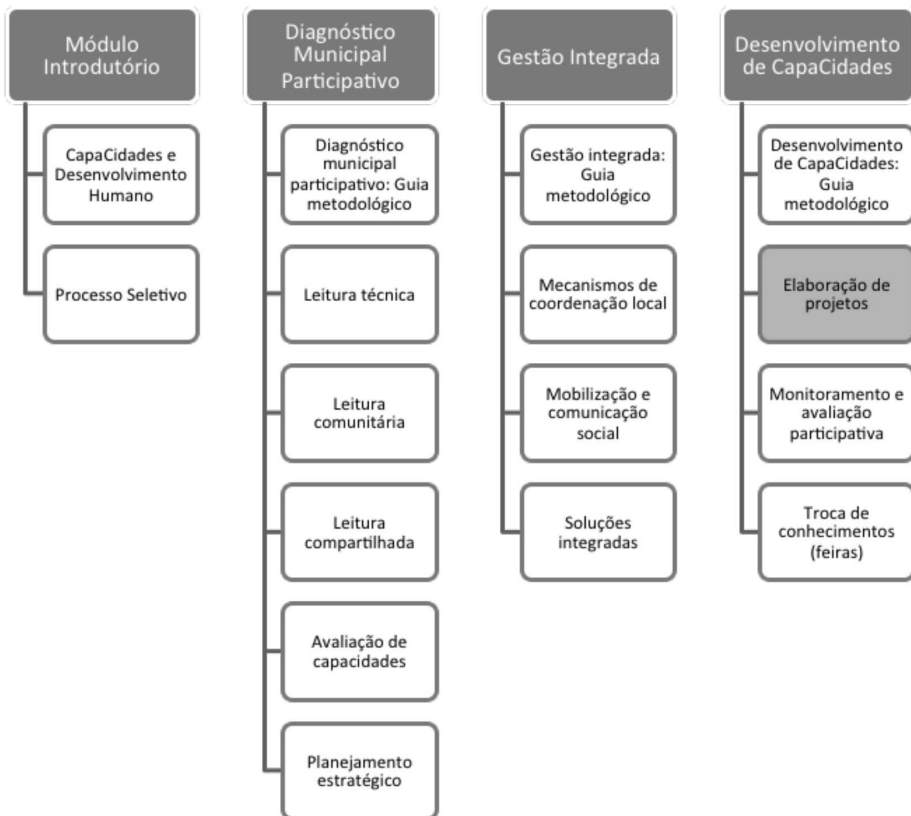 Módulo
Introdutório
CapaCidades e
Desenvolvimento
Humano
Processo Seletivo
Diagnóstico
Municipal
Participativo
Diagnóstico
municipal
participativo: Guia
metodológico
Leitura técnica
Leitura
comunitária
Leitura
compartilhada
Avaliação de
capacidades
Planejamento
estratégico
Gestão Integrada
Gestão integrada:
Guia
metodológico
Mecanismos de
coordenação local
Mobilização e
comunicação
social
Soluções
integradas
Desenvolvimento
de CapaCidades
Desenvolvimento
de CapaCidades:
Guia
metodológico
Elaboração de
projetos
Monitoramento e
avaliação
participativa
Troca de
conhecimentos
(feiras)